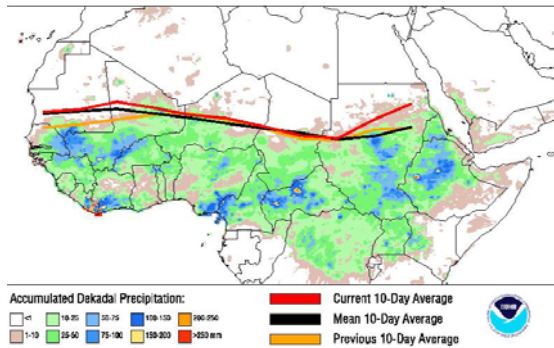 Accumulated Dekadal Precipitation:
<1
10-25
50-75
100-150
200-250
1-10
25-50
75-100
150-200
>250 mm
Current 10-Day Average
Mean 10-Day Average
Previous 10-Day Average